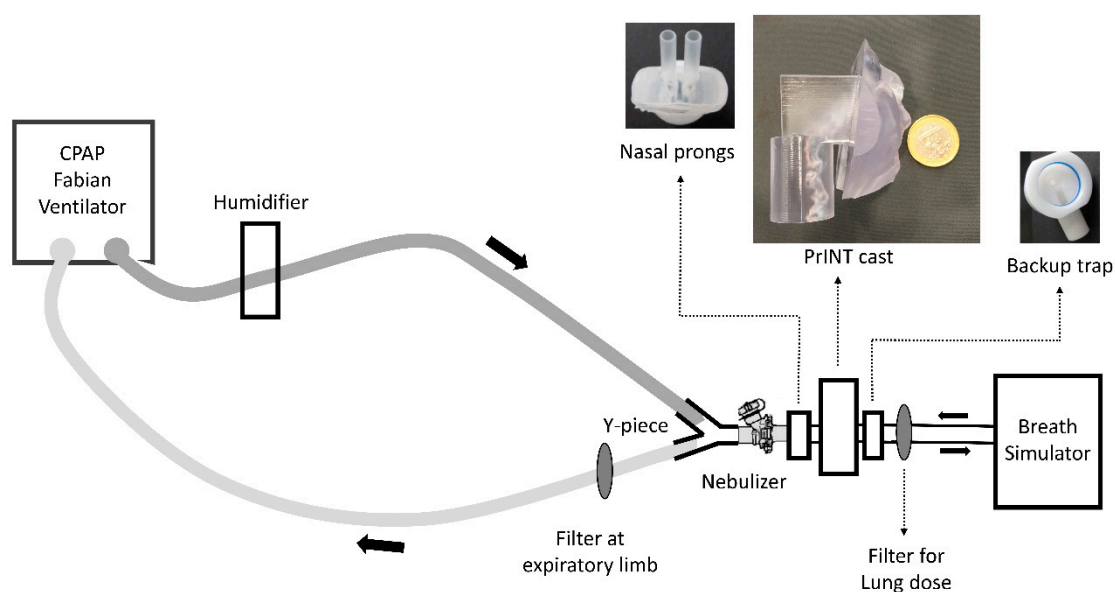 CPAP
Fabian
Ventilator
Humidifier
Nasal prongs
PrINT cast
Backup trap
Y-piece
Nebulizer
Breath
Simulator
Filter at
expiratory limb
Filter for
Lung dose